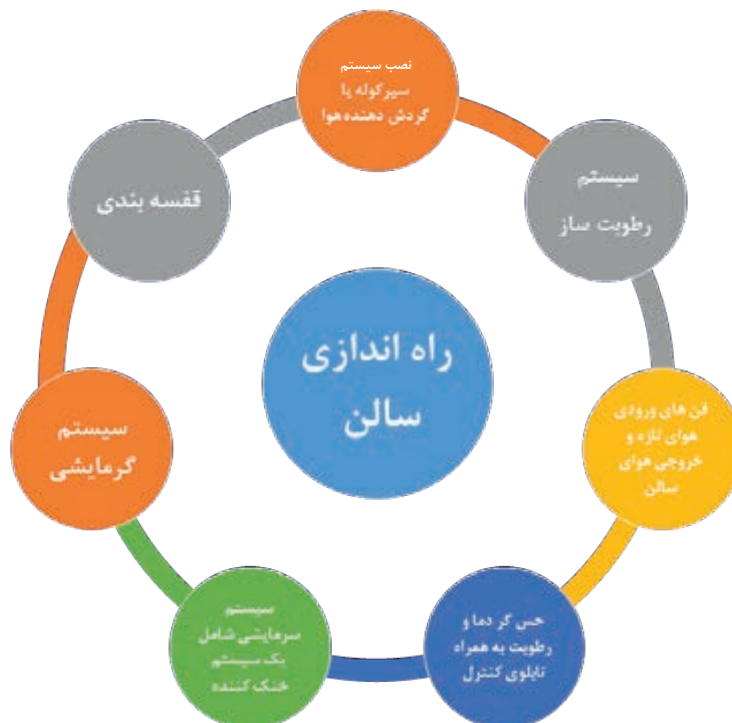 راه اندازی
سالن
نصب سیستم
سیرکوله یا
گردش دهنده هوا
سیستم
رطوبت ساز
فن های ورودی
هوای تازه و
خروجی هوای
سالن
حس گر دما و
رطوبت به همراه
تابلوی کنترل
سیستم
سرمایشی شامل
یک سیستم
خنک کننده
سیستم
گرمایشی
قفسه بندی